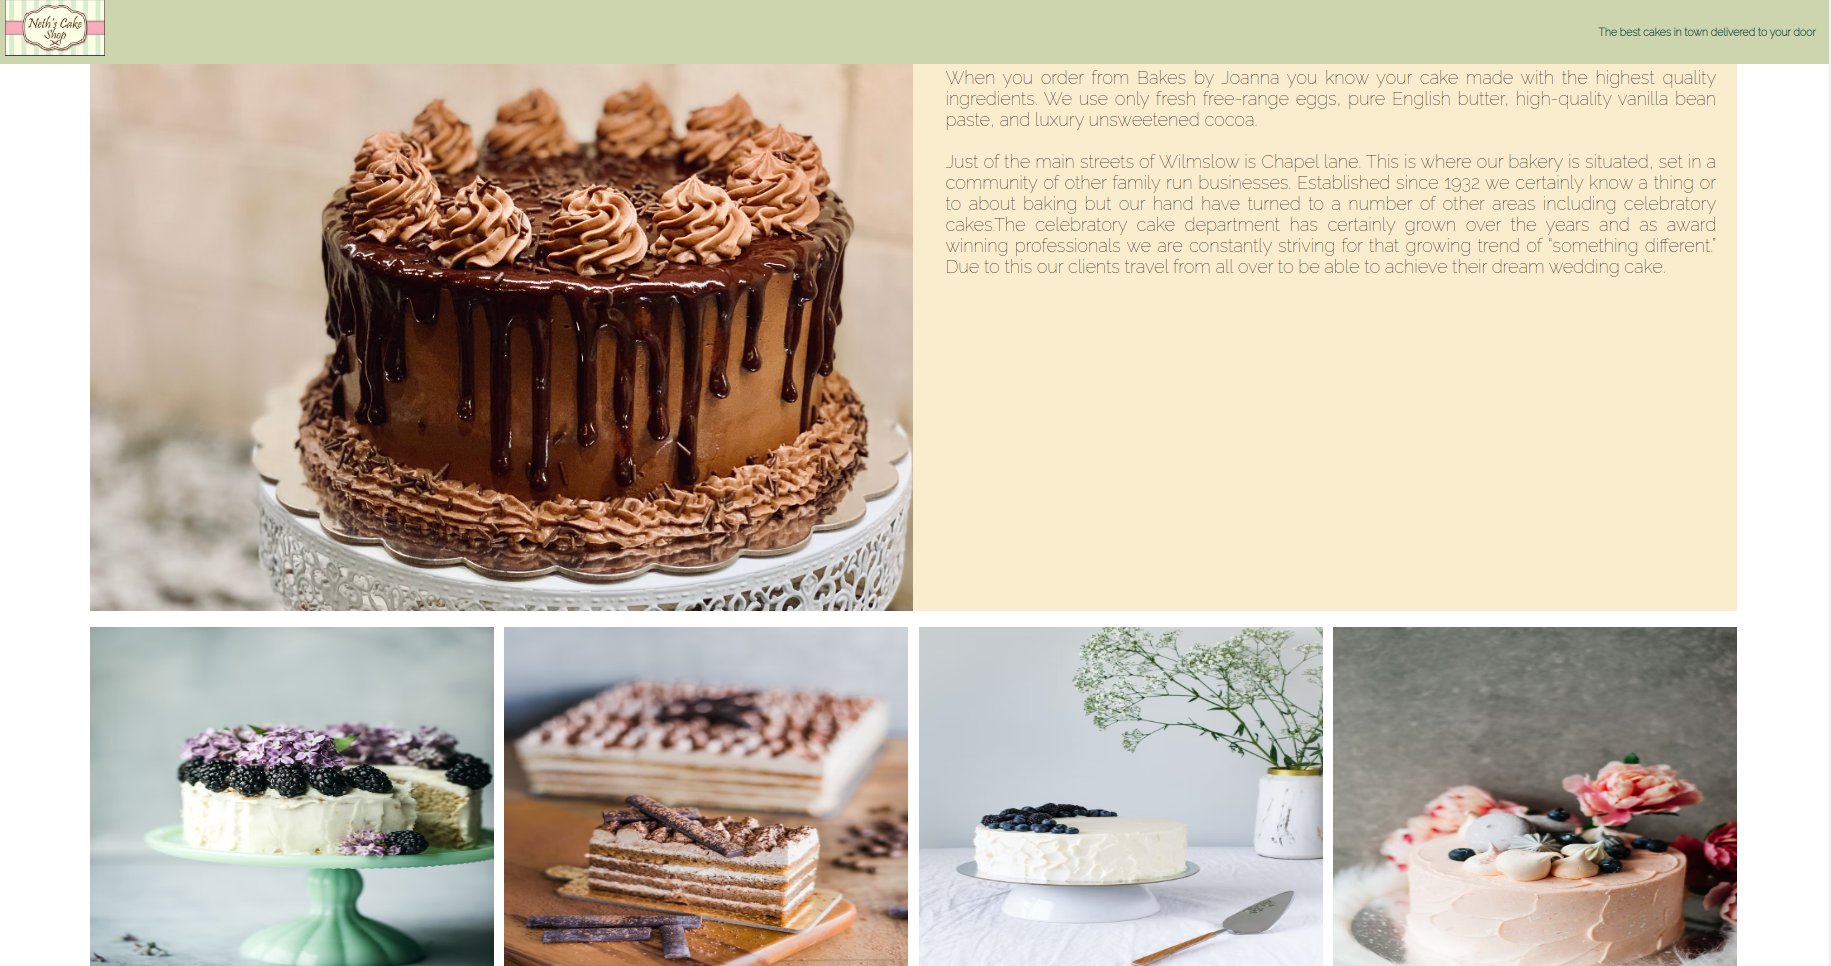 Neth's Cake
Shop
The best cakes in town delivered to your door
When you order from Bakes by Joanna you know your cake made with the highest quality
ingredients. We use only fresh free-range eggs, pure English butter, high-quality vanilla bean
paste, and luxury unsweetened cocoa.
Just of the main streets of Wilmslow is Chapel lane. This is where our bakery is situated, set in a
community of other family run businesses. Established since 1932 we certainly know a thing or
to about baking but our hand have turned to a number of other areas including celebratory
cakes.The celebratory cake department has certainly grown over the years and as award
winning professionals we are constantly striving for that growing trend of “something different.”
Due to this our clients travel from all over to be able to achieve their dream wedding cake.